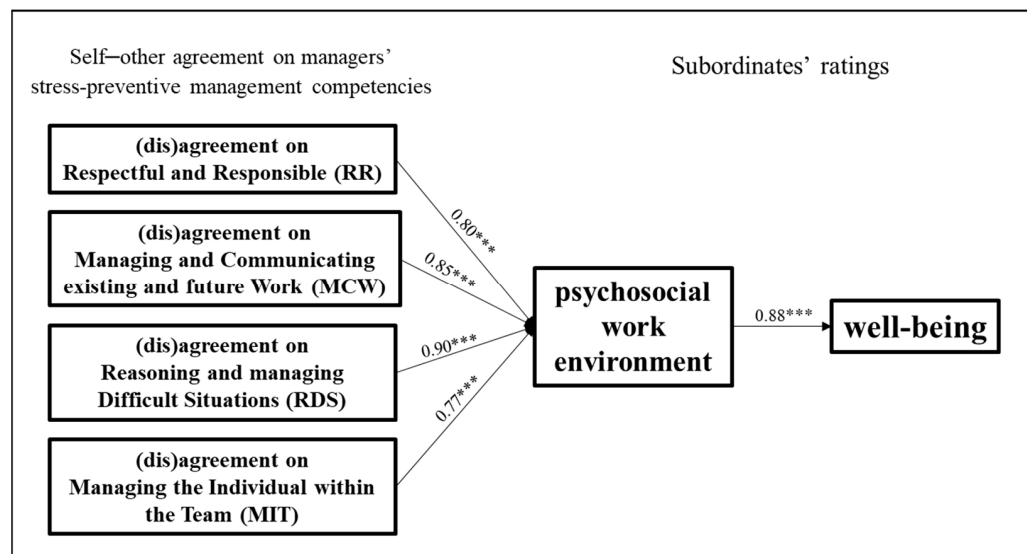 Self–other agreement on managers’
stress-preventive management competencies
Subordinates’ ratings
(dis)agreement on
Respectful and Responsible (RR)
(dis)agreement on
Managing and Communicating
existing and future Work (MCW)
(dis)agreement on
Reasoning and managing
Difficult Situations (RDS)
(dis)agreement on
Managing the Individual within
the Team (MIT)
0.80***
0.85***
0.90***
0.77***
psychosocial
work
environment
0.88***
well-being